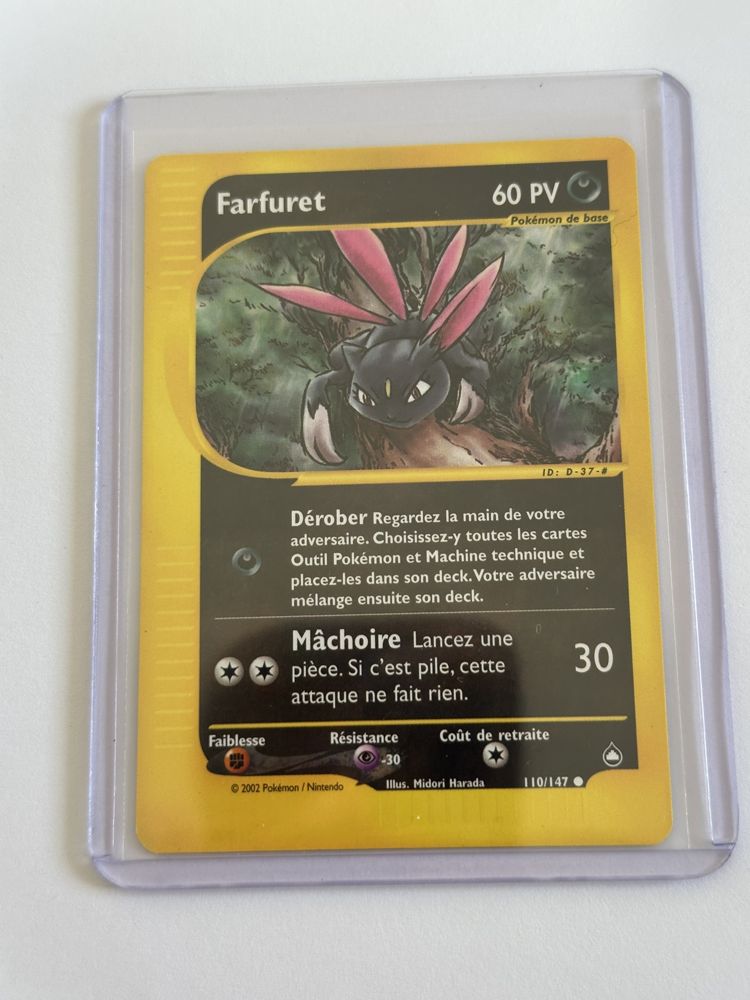 Farfuret 60 PV
Pokémon de base
ID: D-37-#
Dérober Regardez la main de votre
adversaire. Choisissez-y toutes les cartes
Outil Pokémon et Machine technique et
placez-les dans son deck. Votre adversaire
mélange ensuite son deck.
Mâchoire Lancez une
pièce. Si c'est pile, cette
attaque ne fait rien.
30
Faiblesse Résistance Coût de retraite
-30
© 2002 Pokémon / Nintendo Illus. Midori Harada 110/147